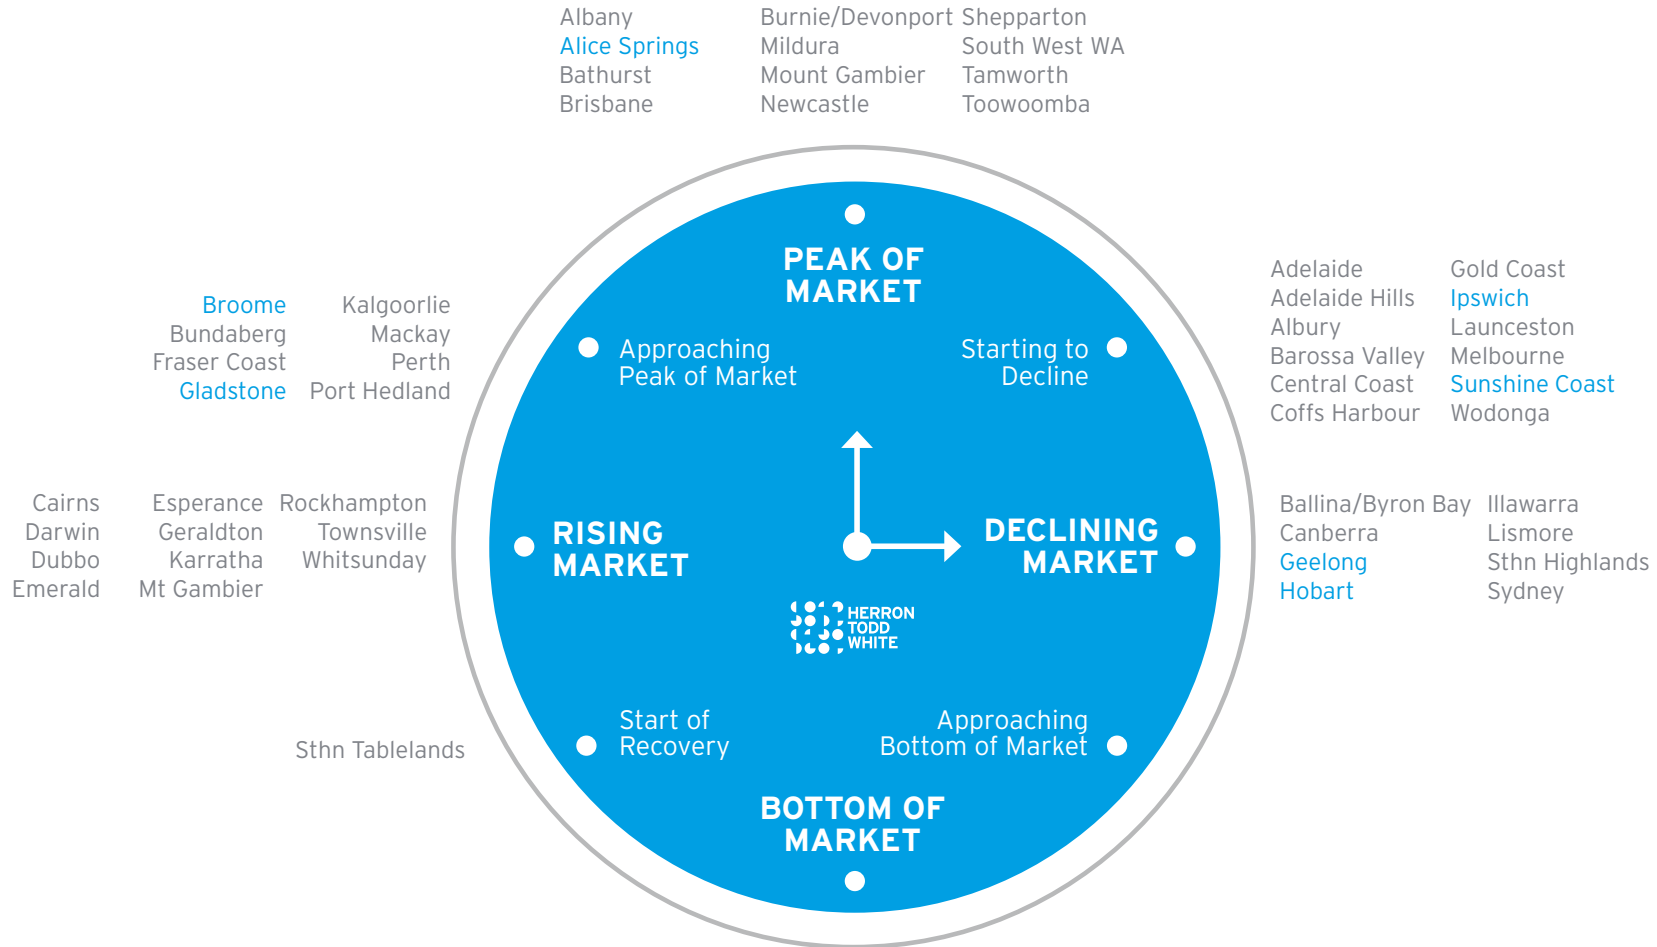 Albany Burnie/Devonport Shepparton
Alice Springs Mildura South West WA
Bathurst Mount Gambier Tamworth
Brisbane Newcastle Toowoomba
PEAK OF
MARKET
Broome Kalgoorlie
Bundaberg Mackay
Fraser Coast Perth
Gladstone Port Hedland
Approaching
Peak of Market
Starting to
Decline
Adelaide Gold Coast
Adelaide Hills Ipswich
Albury Launceston
Barossa Valley Melbourne
Central Coast Sunshine Coast
Coffs Harbour Wodonga
Cairns Esperance Rockhampton
Darwin Geraldton Townsville
Dubbo Karratha Whitsunday
Emerald Mt Gambier
RISING
MARKET
DECLINING
MARKET
Ballina/Byron Bay Illawarra
Canberra Lismore
Geelong Sthn Highlands
Hobart Sydney
HERRON
TODD
WHITE
Sthn Tablelands
Start of
Recovery
Approaching
Bottom of Market
BOTTOM OF
MARKET